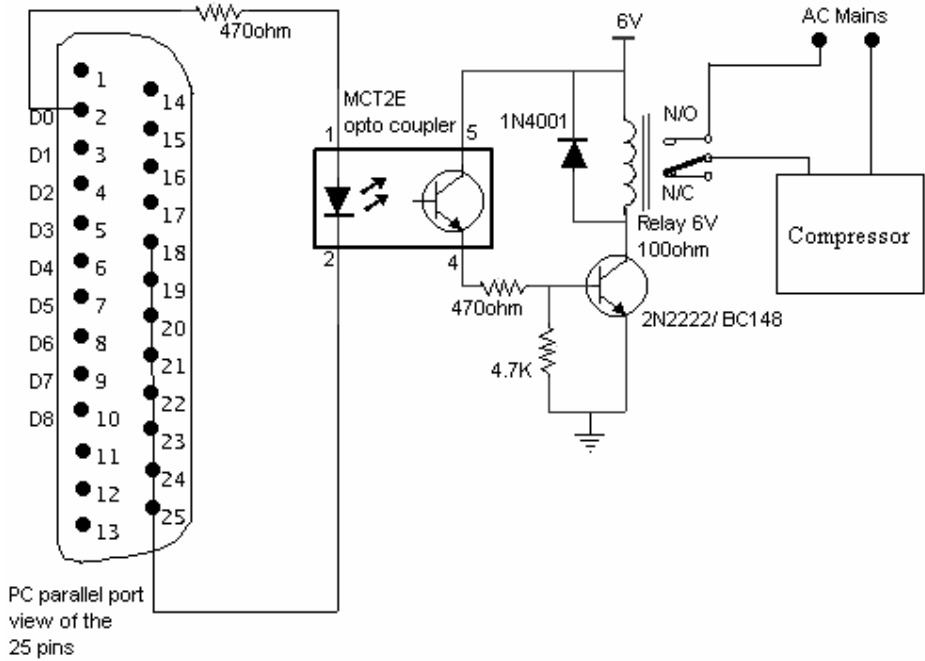 470ohm
6V
AC Mains
1
2
3
4
5
6
7
8
9
10
11
12
13
14
15
16
17
18
19
20
21
22
23
24
25
D0
D1
D2
D3
D4
D5
D6
D7
D8
MCT2E
opto coupler
1
5
2
4
1N4001
N/O
N/C
Relay 6V
100ohm
Compressor
470ohm
2N2222/ BC148
4.7K
PC parallel port
view of the
25 pins